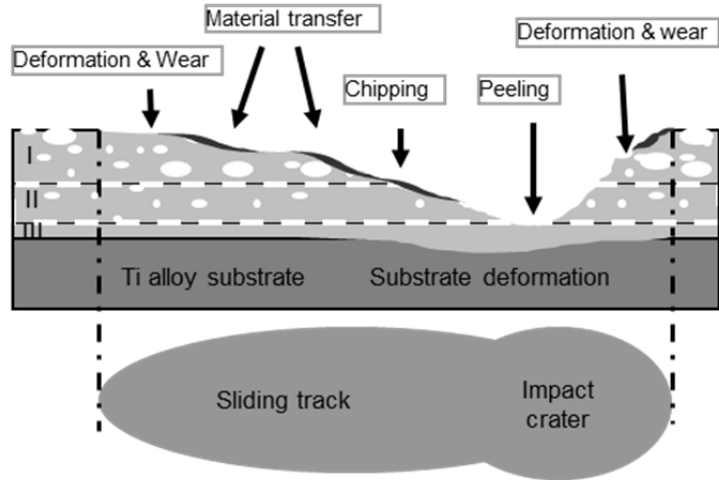 Material transfer
Deformation & wear
Deformation & Wear
Chipping
Peeling
I
II
III
Ti alloy substrate
Substrate deformation
Sliding track
Impact
crater